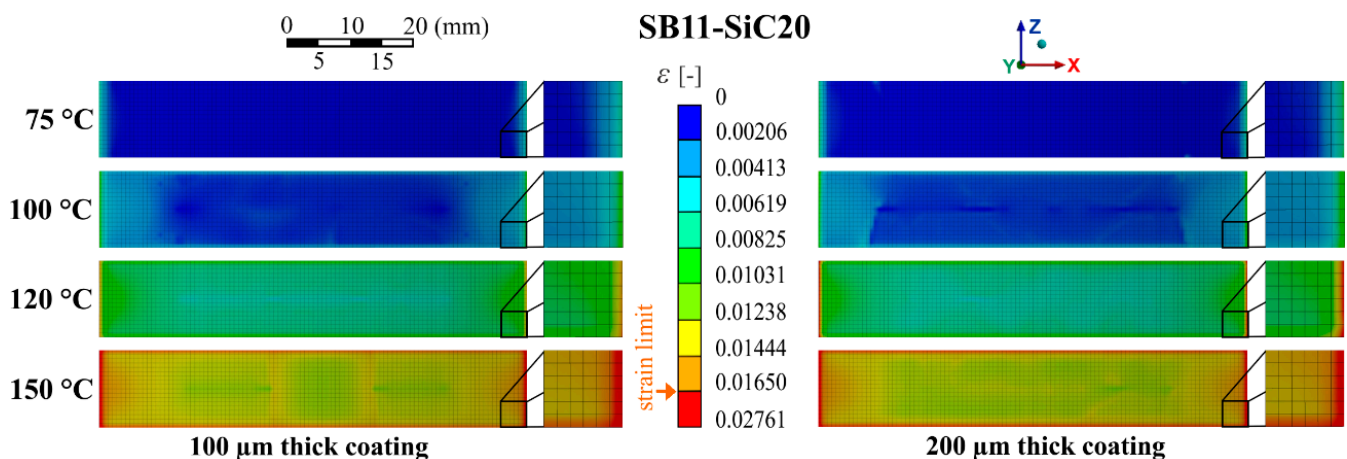 0 10 20 (mm)
5 15
SB11-SiC20
Z
Y X
ε [-]
0
0.00206
0.00413
0.00619
0.00825
0.01031
0.01238
0.01444
0.01650
0.02761
strain limit
75 °C
100 °C
120 °C
150 °C
100 µm thick coating
200 µm thick coating